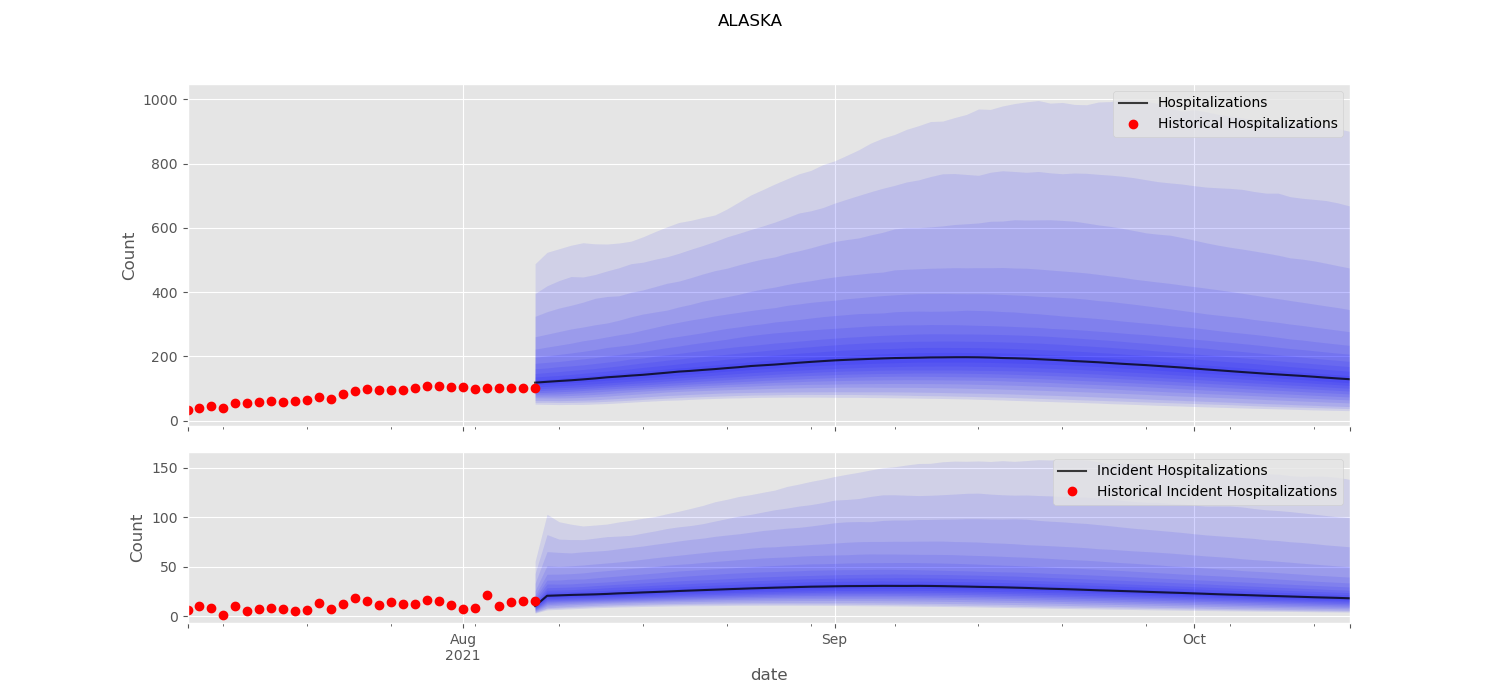 ALASKA
1000
800
600
400
200
0
Count
Hospitalizations
Historical Hospitalizations
150
100
50
0
Count
Incident Hospitalizations
Historical Incident Hospitalizations
Aug
2021
Sep
Oct
date